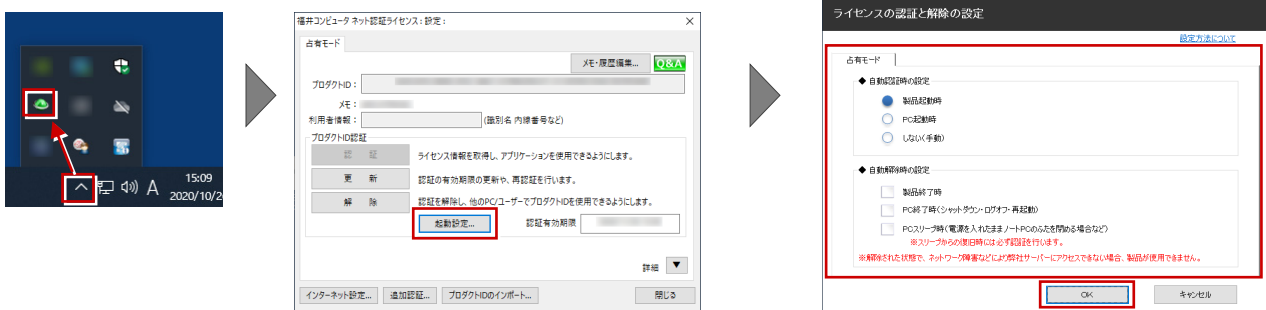 A
15:09
2020/10/2
福井コンピュータ ネット認証ライセンス : 設定 :
占有モード
メモ・履歴編集...
Q&A
プロダクトID :
メモ :
利用者情報 :
(識別名 内線番号など)
プロダクトID認証
認 証
ライセンス情報を取得し、アプリケーションを使用できるようにします。
更 新
認証の有効期限の更新や、再認証を行います。
解 除
認証を解除し、他のPC/ユーザーでプロダクトIDを使用できるようにします。
起動設定...
認証有効期限
詳細 ▼
インターネット設定...
追加認証...
プロダクトIDのインポート...
閉じる
ライセンスの認証と解除の設定
設定方法について
占有モード
◆ 自動認証時の設定
製品起動時
PC起動時
しない(手動)
◆ 自動解除時の設定
製品終了時
PC終了時(シャットダウン・ログオフ・再起動)
PCスリープ時(電源を入れたままノートPCのふたを閉める場合など)
※スリープからの復旧時には必ず認証を行います。
※解除された状態で、ネットワーク障害などにより弊社サーバーにアクセスできない場合、製品が使用できません。
OK
キャンセル